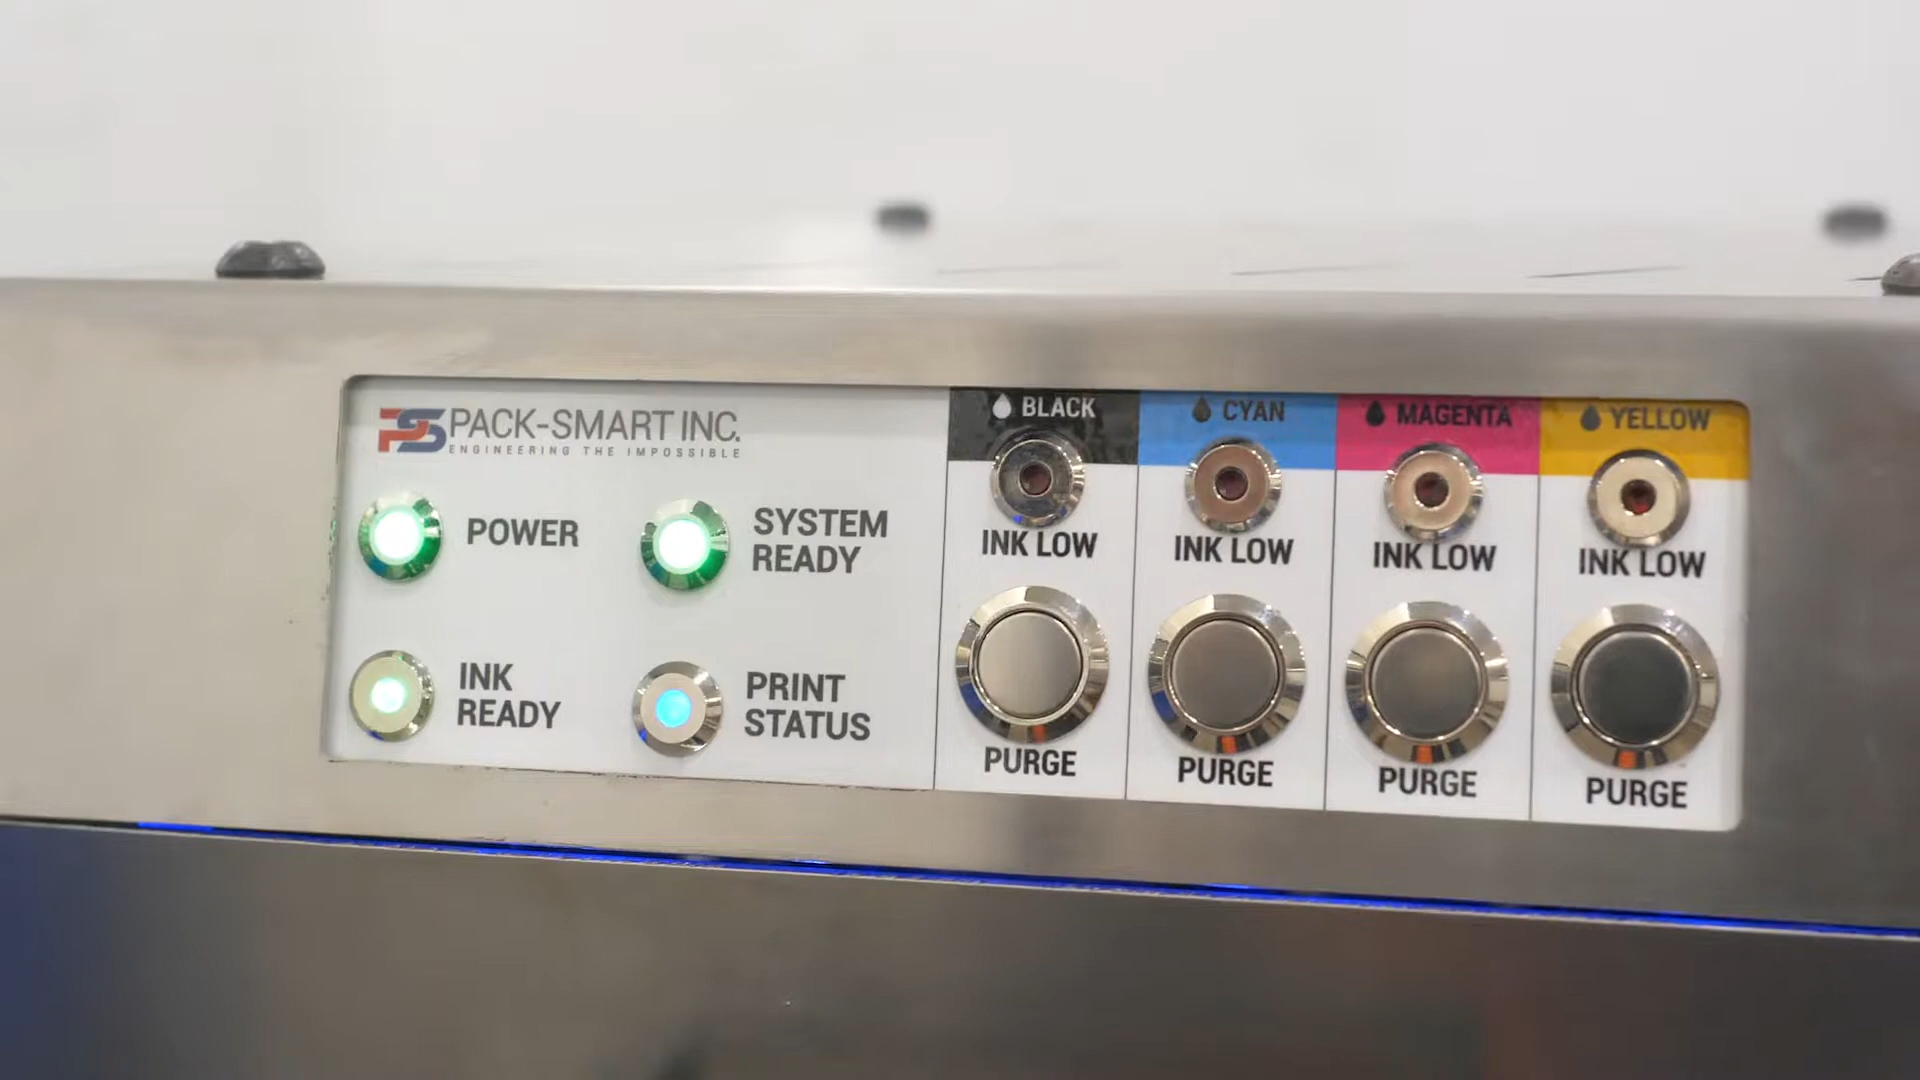 PS PACK-SMART INC.
ENGINEERING THE IMPOSSIBLE
POWER
SYSTEM
READY
INK
READY
PRINT
STATUS
BLACK
INK LOW
PURGE
CYAN
INK LOW
PURGE
MAGENTA
INK LOW
PURGE
YELLOW
INK LOW
PURGE